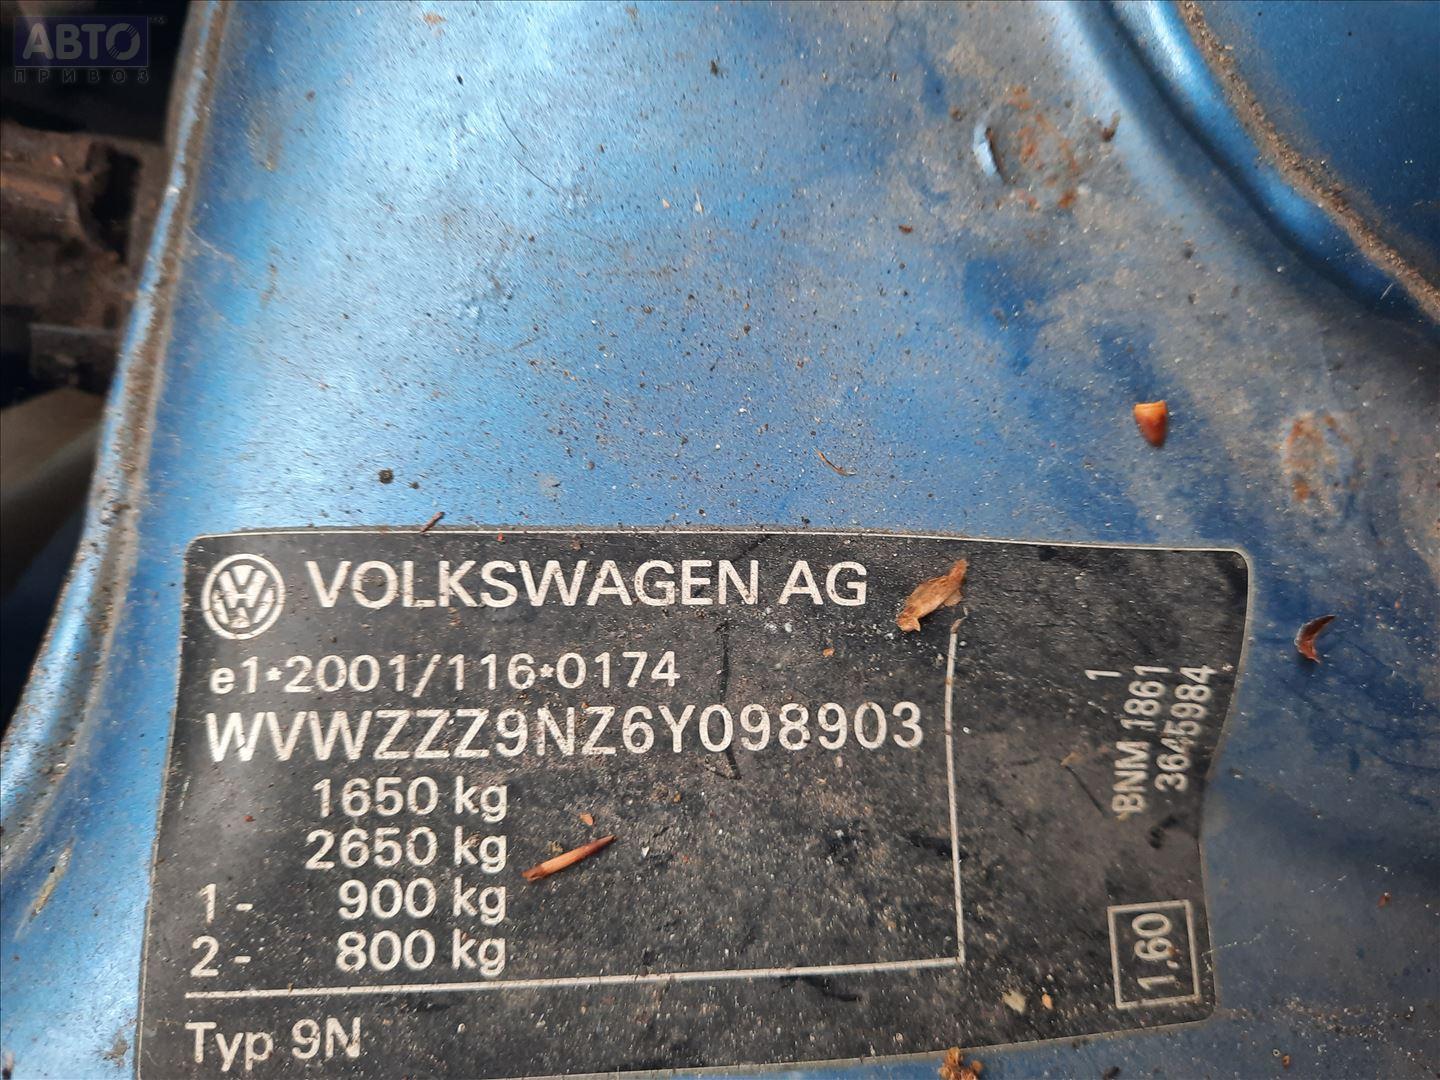 АВТО
ПРИВОЗ
VOLKSWAGEN AG
e1*2001/116*0174
WVWZZZ9NZ6Y098903
1650 kg
2650 kg
1- 900 kg
2- 800 kg
Typ 9N
1
BNM 1861
3645984
1.60